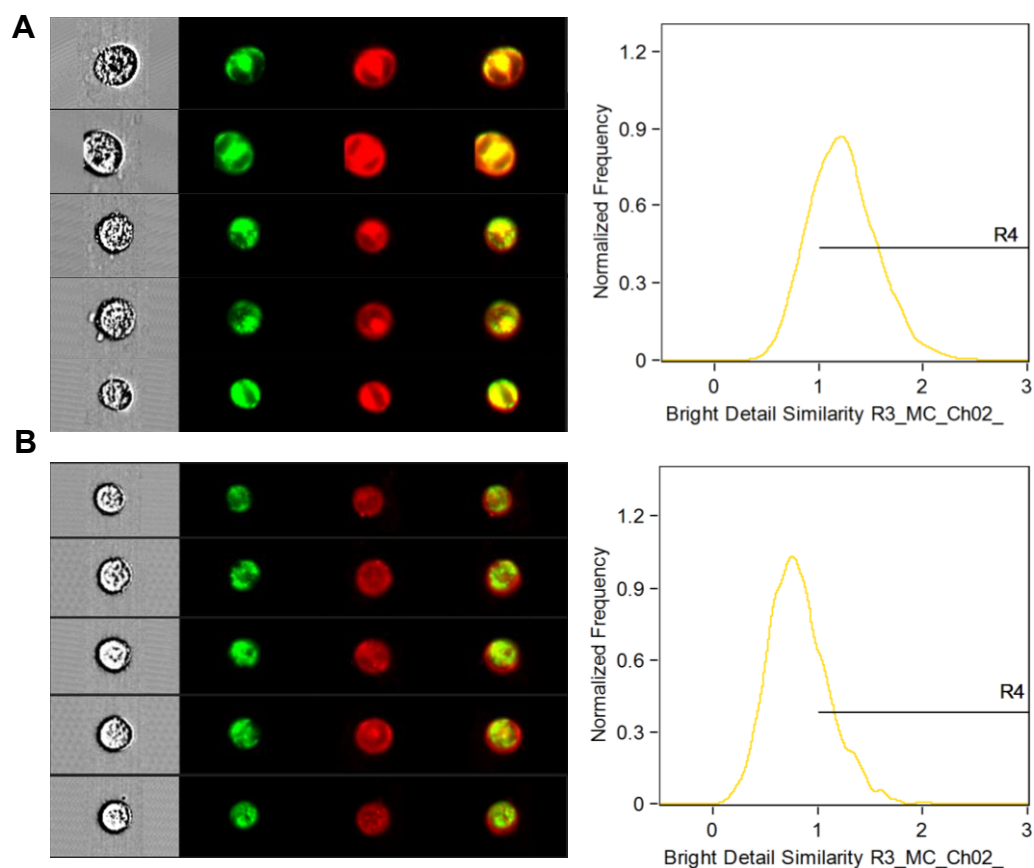 A
1.2
0.9
0.6
0.3
0
Normalized Frequency
R4
0 1 2 3
Bright Detail Similarity R3_MC_Ch02_
B
1.2
0.9
0.6
0.3
0
Normalized Frequency
R4
0 1 2 3
Bright Detail Similarity R3_MC_Ch02_